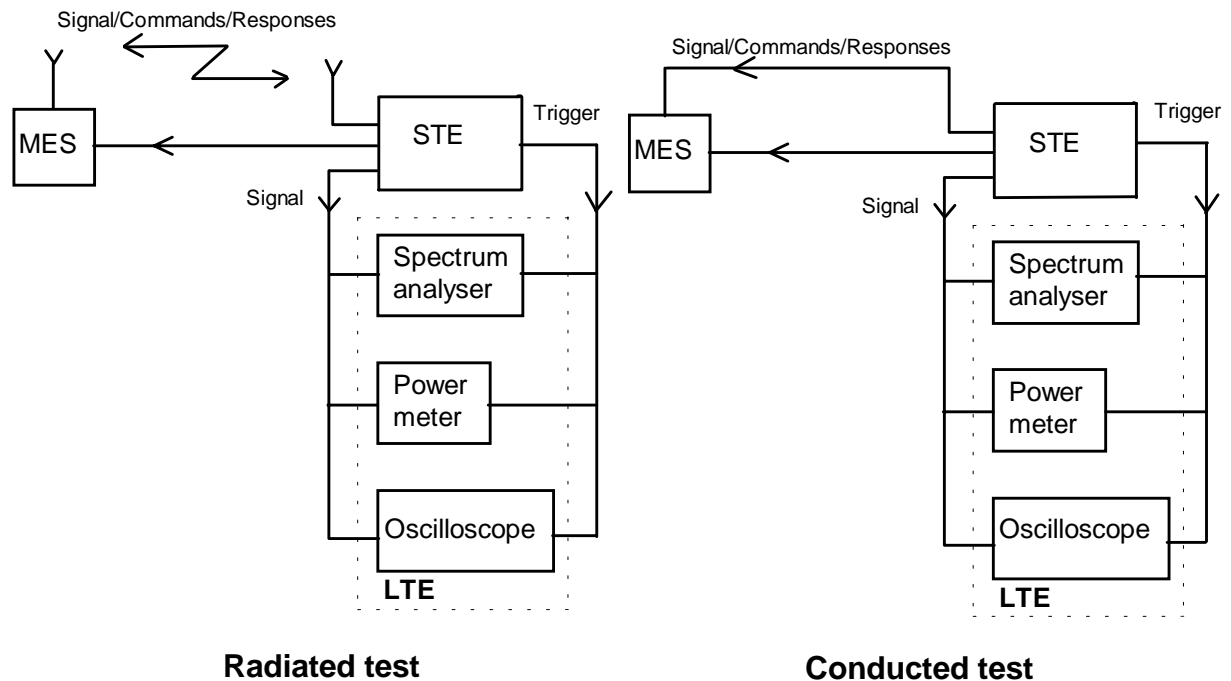 Signal/Commands/Responses
MES
STE
Trigger
Signal
Spectrum
analyser
Power
meter
Oscilloscope
LTE
Radiated test
Signal/Commands/Responses
MES
STE
Trigger
Signal
Spectrum
analyser
Power
meter
Oscilloscope
LTE
Conducted test